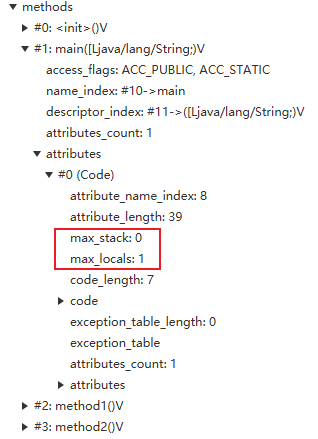 methods
#0: <init>()V
#1: main([Ljava/lang/String;)V
access_flags: ACC_PUBLIC, ACC_STATIC
name_index: #10->main
descriptor_index: #11->([Ljava/lang/String;)V
attributes_count: 1
attributes
#0 (Code)
attribute_name_index: 8
attribute_length: 39
max_stack: 0
max_locals: 1
code_length: 7
code
exception_table_length: 0
exception_table
attributes_count: 1
attributes
#2: method1()V
#3: method2()V